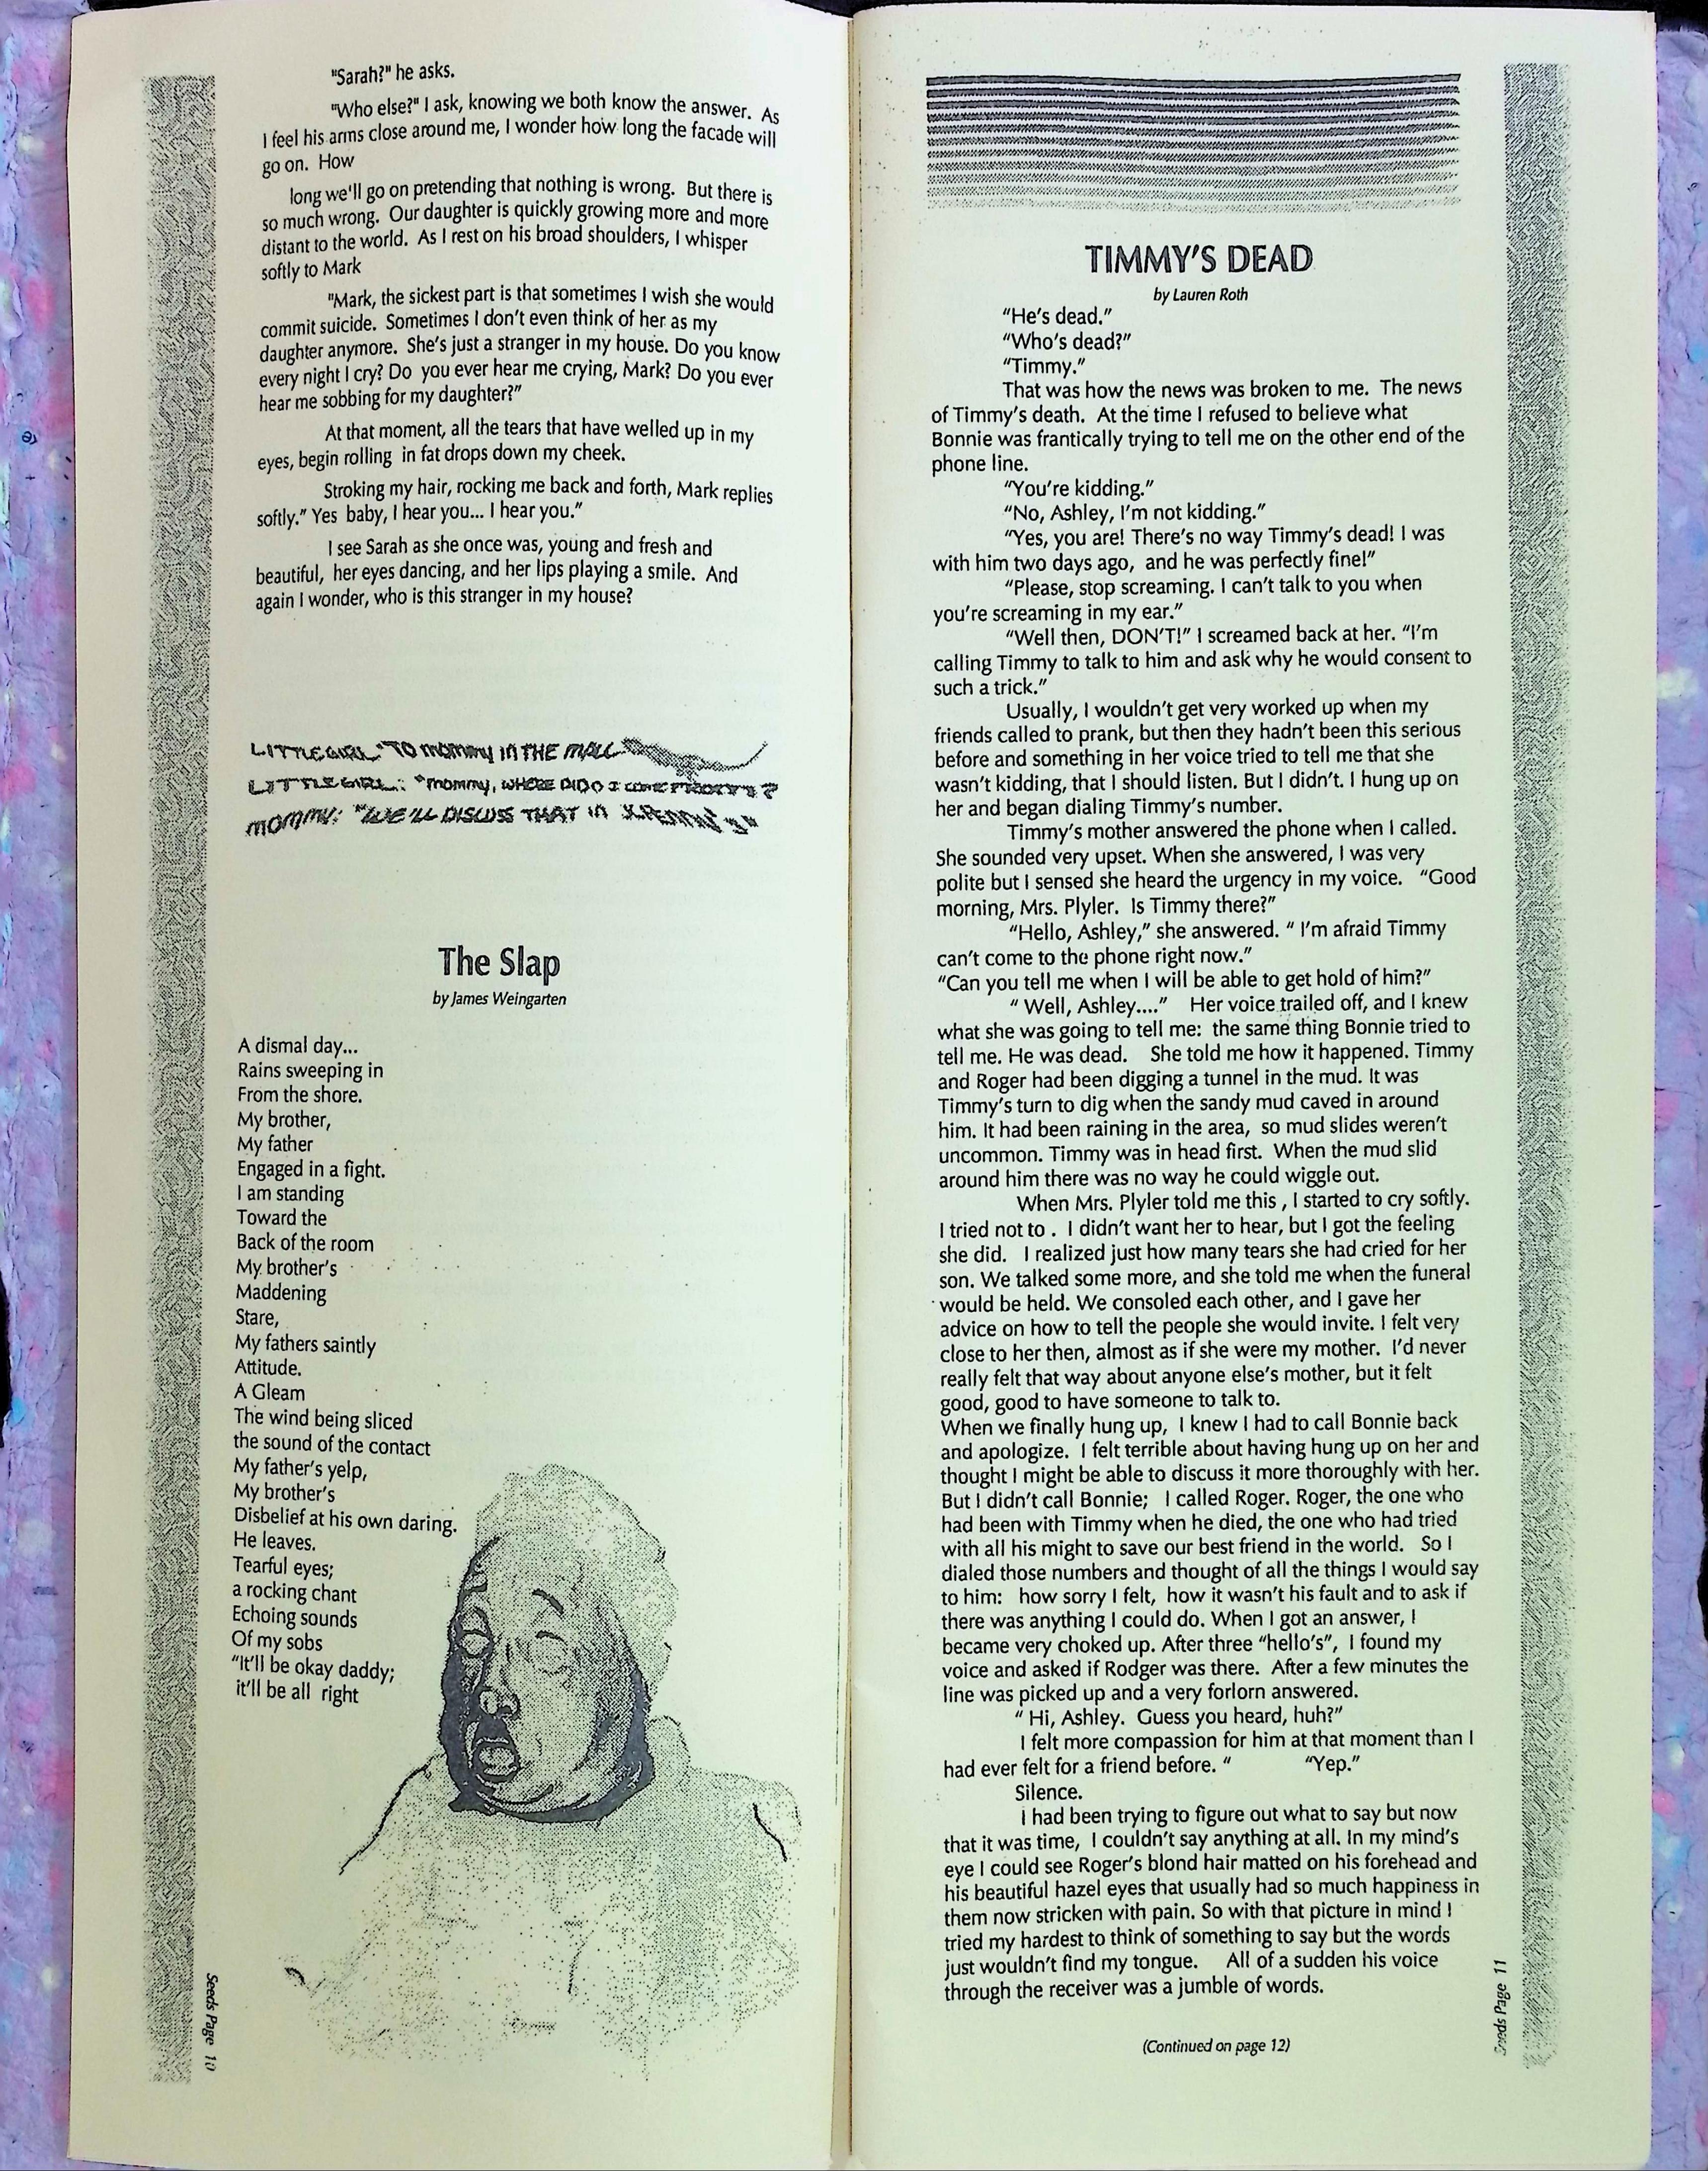 "Sarah?" he asks.
"Who else?" I ask, knowing we both know the answer. As
I feel his arms close around me, I wonder how long the facade will
go on. How
long we'll go on pretending that nothing is wrong. But there is
so much wrong. Our daughter is quickly growing more and more
distant to the world. As I rest on his broad shoulders, I whisper
softly to Mark
"Mark, the sickest part is that sometimes I wish she would
commit suicide. Sometimes I don't even think of her as my
daughter anymore. She's just a stranger in my house. Do you know
every night I cry? Do you ever hear me crying, Mark? Do you ever
hear me sobbing for my daughter?"
At that moment, all the tears that have welled up in my
eyes, begin rolling in fat drops down my cheek.
Stroking my hair, rocking me back and forth, Mark replies
softly." Yes baby, I hear you... I hear you."
I see Sarah as she once was, young and fresh and
beautiful, her eyes dancing, and her lips playing a smile. And
again I wonder, who is this stranger in my house?
LITTLE GIRL TO MOMMY IN THE MALL
LITTLE GIRL: "MOMMY, WHERE DID I COME FROM?
MOMMY: "WE'LL DISCUSS THAT IN
The Slap
by James Weingarten
A dismal day...
Rains sweeping in
From the shore.
My brother,
My father
Engaged in a fight.
I am standing
Toward the
Back of the room
My brother's
Maddening
Stare,
My fathers saintly
Attitude.
A Gleam
The wind being sliced
the sound of the contact
My father's yelp,
My brother's
Disbelief at his own daring.
He leaves.
Tearful eyes;
a rocking chant
Echoing sounds
Of my sobs
"It'll be okay daddy;
it'll be all right
Seeds Page 10
TIMMY'S DEAD
by Lauren Roth
"He's dead."
"Who's dead?"
"Timmy."
That was how the news was broken to me. The news
of Timmy's death. At the time I refused to believe what
Bonnie was frantically trying to tell me on the other end of the
phone line.
"You're kidding."
"No, Ashley, I'm not kidding."
"Yes, you are! There's no way Timmy's dead! I was
with him two days ago, and he was perfectly fine!"
"Please, stop screaming. I can't talk to you when
you're screaming in my ear."
"Well then, DON'T!" I screamed back at her. "I'm
calling Timmy to talk to him and ask why he would consent to
such a trick."
Usually, I wouldn't get very worked up when my
friends called to prank, but then they hadn't been this serious
before and something in her voice tried to tell me that she
wasn't kidding, that I should listen. But I didn't. I hung up on
her and began dialing Timmy's number.
Timmy's mother answered the phone when I called.
She sounded very upset. When she answered, I was very
polite but I sensed she heard the urgency in my voice. "Good
morning, Mrs. Plyler. Is Timmy there?"
"Hello, Ashley," she answered. " I'm afraid Timmy
can't come to the phone right now."
"Can you tell me when I will be able to get hold of him?"
" Well, Ashley...." Her voice trailed off, and I knew
what she was going to tell me: the same thing Bonnie tried to
tell me. He was dead. She told me how it happened. Timmy
and Roger had been digging a tunnel in the mud. It was
Timmy's turn to dig when the sandy mud caved in around
him. It had been raining in the area, so mud slides weren't
uncommon. Timmy was in head first. When the mud slid
around him there was no way he could wiggle out.
When Mrs. Plyler told me this , I started to cry softly.
I tried not to . I didn't want her to hear, but I got the feeling
she did. I realized just how many tears she had cried for her
son. We talked some more, and she told me when the funeral
would be held. We consoled each other, and I gave her
advice on how to tell the people she would invite. I felt very
close to her then, almost as if she were my mother. I'd never
really felt that way about anyone else's mother, but it felt
good, good to have someone to talk to.
When we finally hung up, I knew I had to call Bonnie back
and apologize. I felt terrible about having hung up on her and
thought I might be able to discuss it more thoroughly with her.
But I didn't call Bonnie; I called Roger. Roger, the one who
had been with Timmy when he died, the one who had tried
with all his might to save our best friend in the world. So I
dialed those numbers and thought of all the things I would say
to him: how sorry I felt, how it wasn't his fault and to ask if
there was anything I could do. When I got an answer, I
became very choked up. After three "hello's", I found my
voice and asked if Rodger was there. After a few minutes the
line was picked up and a very forlorn answered.
" Hi, Ashley. Guess you heard, huh?"
I felt more compassion for him at that moment than I
had ever felt for a friend before. " "Yep."
Silence.
I had been trying to figure out what to say but now
that it was time, I couldn't say anything at all. In my mind's
eye I could see Roger's blond hair matted on his forehead and
his beautiful hazel eyes that usually had so much happiness in
them now stricken with pain. So with that picture in mind I
tried my hardest to think of something to say but the words
just wouldn't find my tongue. All of a sudden his voice
through the receiver was a jumble of words.
(Continued on page 12)
Seeds Page 11